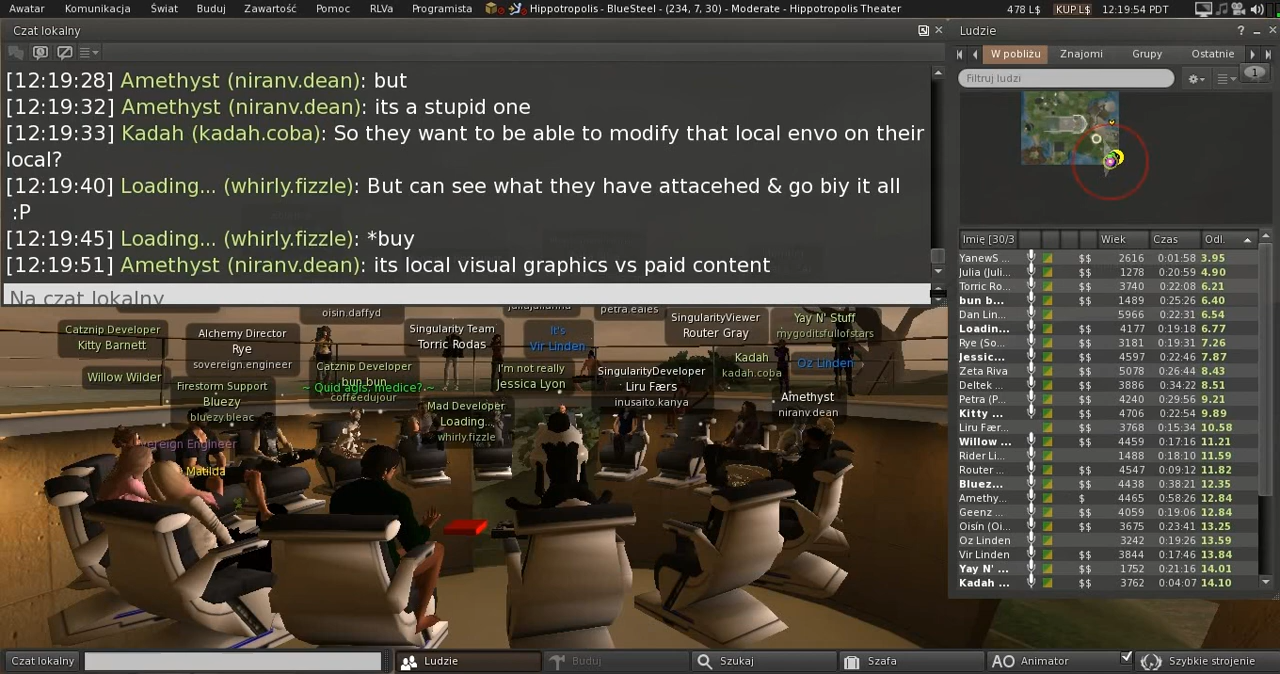 Awatar Komunikacja Świat Buduj Zawartość Pomoc RLVa Programista Hippotropolis - BlueSteel - (234, 7, 30) - Moderate - Hippotropolis Theater 478 L$ KUP L$ 12:19:54 PDT
Czat lokalny
[12:19:28] Amethyst (niranv.dean): but
[12:19:32] Amethyst (niranv.dean): its a stupid one
[12:19:33] Kadah (kadah.coba): So they want to be able to modify that local envo on their
local?
[12:19:40] Loading... (whirly.fizzle): But can see what they have attacehed & go biy it all
:P
[12:19:45] Loading... (whirly.fizzle): *buy
[12:19:51] Amethyst (niranv.dean): its local visual graphics vs paid content
Na czat lokalny
oisin.daffyd
petra.eales
Catznip Developer
Kitty Barnett
Alchemy Director
Rye
sovereign.engineer
Singularity Team
Torric Rodas
It's
Vir Linden
SingularityViewer
Router Gray
Yay N' Stuff
mygoditsfullofstars
Willow Wilder
Catznip Developer
bun bun
~ Quid agis, medice? ~
coffeedujour
I'm not really
Jessica Lyon
SingularityDeveloper
Liru Færs
inusaito.kanya
Kadah
kadah.coba
Oz Linden
Firestorm Support
Bluezy
bluezy.bleac
Mad Developer
Loading...
whirly.fizzle
Amethyst
niranv.dean
vereign Engineer
Matilda
Ludzie
W pobliżu Znajomi Grupy Ostatnie
Filtruj ludzi
1
Imię [30/3 Wiek Czas Odl.
YanewS ... $$ 2616 0:01:58 3.95
Julia (Juli... $$ 1278 0:20:59 4.90
Torric Ro... $$ 3740 0:22:08 6.21
bun b... $$ 1489 0:25:26 6.40
Dan Lin... 5966 0:22:31 6.54
Loadin... $$ 4177 0:19:18 6.77
Rye (So... $$ 3181 0:19:31 7.26
Jessic... $$ 4597 0:22:46 7.87
Zeta Riva $$ 5078 0:26:44 8.43
Deltek ... $$ 3886 0:34:22 8.51
Petra (P... $$ 4240 0:29:56 9.21
Kitty ... $$ 4706 0:22:54 9.89
Liru Fær... $$ 3768 0:15:34 10.58
Willow ... $$ 4459 0:17:16 11.21
Rider Li... 1488 0:18:10 11.59
Router ... $$ 4547 0:09:12 11.82
Bluez... $$ 4438 0:38:21 12.35
Amethy... $ 4465 0:58:26 12.84
Geenz ... $$ 4059 0:19:06 12.84
Oisín (Oi... $$ 3675 0:23:41 13.25
Oz Linden 3242 0:19:26 13.59
Vir Linden $$ 3844 0:17:46 13.84
Yay N' ... $$ 1752 0:21:16 14.01
Kadah ... $$ 3762 0:04:07 14.10
Czat lokalny Ludzie Buduj Szukaj Szafa AO Animator Szybkie strojenie